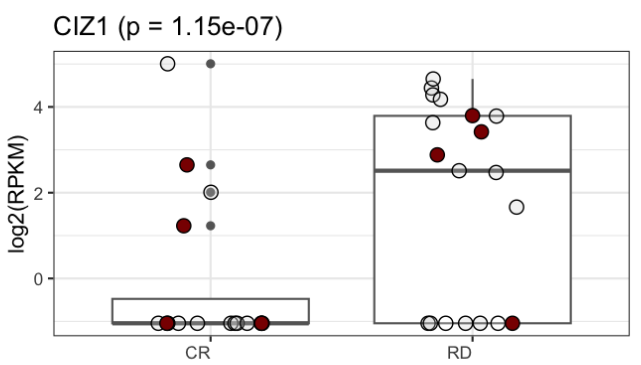 CIZ1 (p = 1.15e-07)
log2(RPKM)
4
2
0
CR
RD